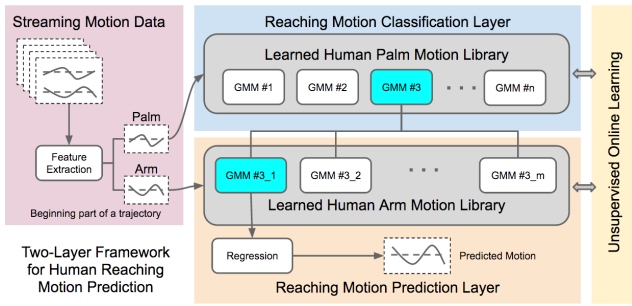 Streaming Motion Data
Feature
Extraction
Palm
Arm
Beginning part of a trajectory
Two-Layer Framework
for Human Reaching
Motion Prediction
Reaching Motion Classification Layer
Learned Human Palm Motion Library
GMM #1
GMM #2
GMM #3
GMM #n
GMM #3_1
GMM #3_2
GMM #3_m
Learned Human Arm Motion Library
Regression
Predicted Motion
Reaching Motion Prediction Layer
Unsupervised Online Learning